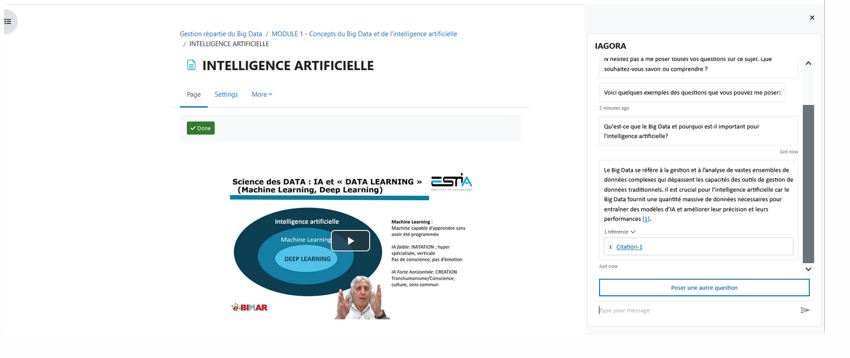 Gestion répartie du Big Data / MODULE 1 - Concepts du Big Data et de l'intelligence artificielle
/ INTELLIGENCE ARTIFICIELLE
INTELLIGENCE ARTIFICIELLE
Page Settings More
Done
Science des DATA : IA et « DATA LEARNING »
(Machine Learning, Deep Learning)
ESTIA
INSTITUTE OF TECHNOLOGY
Intelligence artificielle
Machine Learning
DEEP LEARNING
Machine Learning :
Machine capable d'apprendre sans
avoir été programmée
IA faible: IMITATION ; hyper
spécialisée, verticale
Pas de conscience, pas d'émotion
IA Forte horizontale: CREATION
Transhumanisme/Conscience,
culture, sens commun
e-BIHAR
IAGORA
N'hésitez pas à me poser toutes vos questions sur ce sujet. Que
souhaitez-vous savoir ou comprendre ?
Voici quelques exemples des questions que vous pouvez me poser:
2 minutes ago
Qu'est-ce que le Big Data et pourquoi est-il important pour
l'intelligence artificielle?
Just now
Le Big Data se réfère à la gestion et à l'analyse de vastes ensembles de
données complexes qui dépassent les capacités des outils de gestion de
données traditionnels. Il est crucial pour l'intelligence artificielle car le
Big Data fournit une quantité massive de données nécessaires pour
entraîner des modèles d'IA et améliorer leur précision et leurs
performances [1].
1 reference
1 Citation-1
Just now
Poser une autre question
Type your message